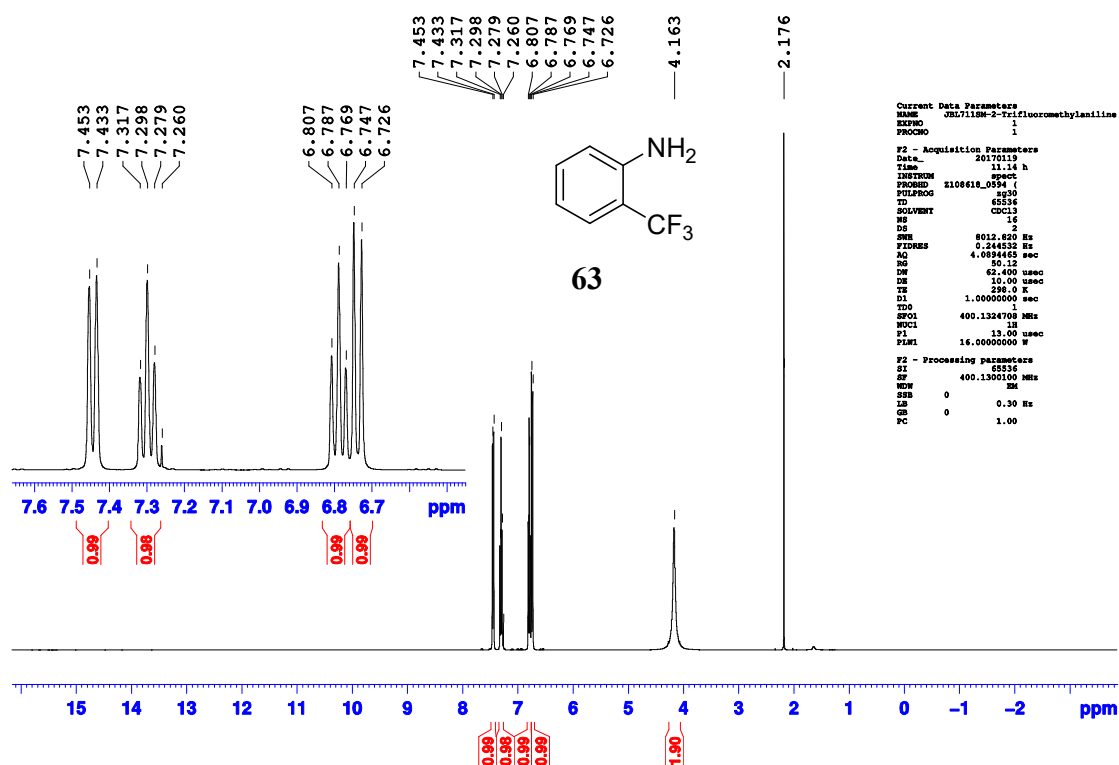 7.453
7.433
7.317
7.298
7.279
7.260
6.807
6.787
6.769
6.747
6.726
4.163
2.176
7.453
7.433
7.317
7.298
7.279
7.260
6.807
6.787
6.769
6.747
6.726
NH2
CF3
63
Current Data Parameters
NAME JBL711SM-2-Trifluoromethylaniline
EXPNO 1
PROCNO 1
F2 - Acquisition Parameters
Date_ 20170119
Time 11.14 h
INSTRUM spect
PROBHD Z108618_0594 (
PULPROG zg30
TD 65536
SOLVENT CDCl3
NS 16
DS 2
SWH 8012.820 Hz
FIDRES 0.244532 Hz
AQ 4.0894465 sec
RG 50.12
DW 62.400 usec
DE 10.00 usec
TE 298.0 K
D1 1.00000000 sec
TD0 1
SFO1 400.1324708 MHz
NUC1 1H
P1 13.00 usec
PLW1 16.00000000 W
F2 - Processing parameters
SI 65536
SF 400.1300100 MHz
WDW EM
SSB 0
LB 0.30 Hz
GB 0
PC 1.00
7.6 7.5 7.4 7.3 7.2 7.1 7.0 6.9 6.8 6.7 ppm
0.99 0.98 0.99 0.99
15 14 13 12 11 10 9 8 7 6 5 4 3 2 1 0 -1 -2 ppm
0.99 0.98 0.99 0.99 1.90